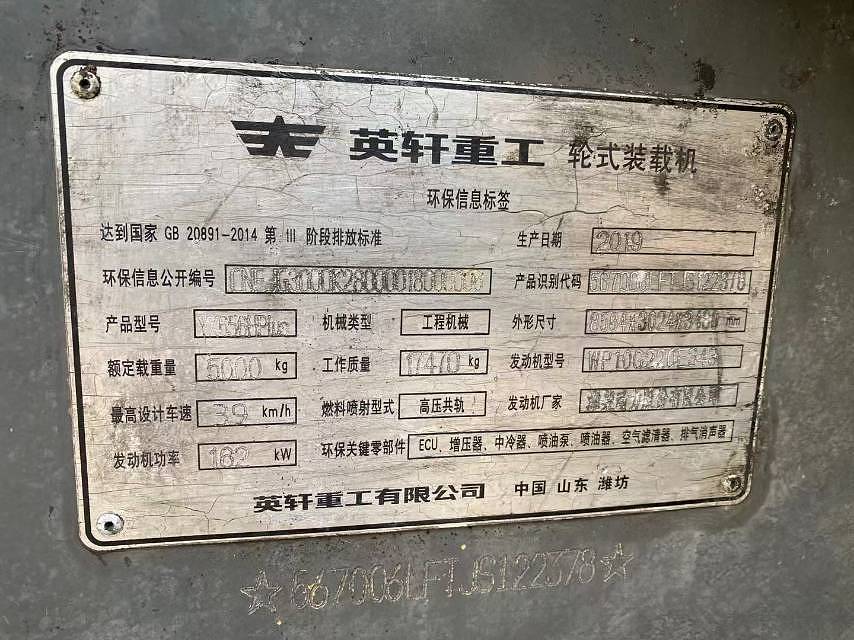 英轩重工 轮式装载机
环保信息标签
达到国家 GB 20891-2014 第 III 阶段排放标准 生产日期 2019
环保信息公开编号 产品识别代码
产品型号 机械类型 工程机械 外形尺寸 mm
额定载重量 5000 kg 工作质量 17470 kg 发动机型号
最高设计车速 39 km/h 燃料喷射型式 高压共轨 发动机厂家
发动机功率 162 kW 环保关键零部件 ECU、增压器、中冷器、喷油泵、喷油器、空气滤清器、排气消声器
英轩重工有限公司 中国 山东 潍坊